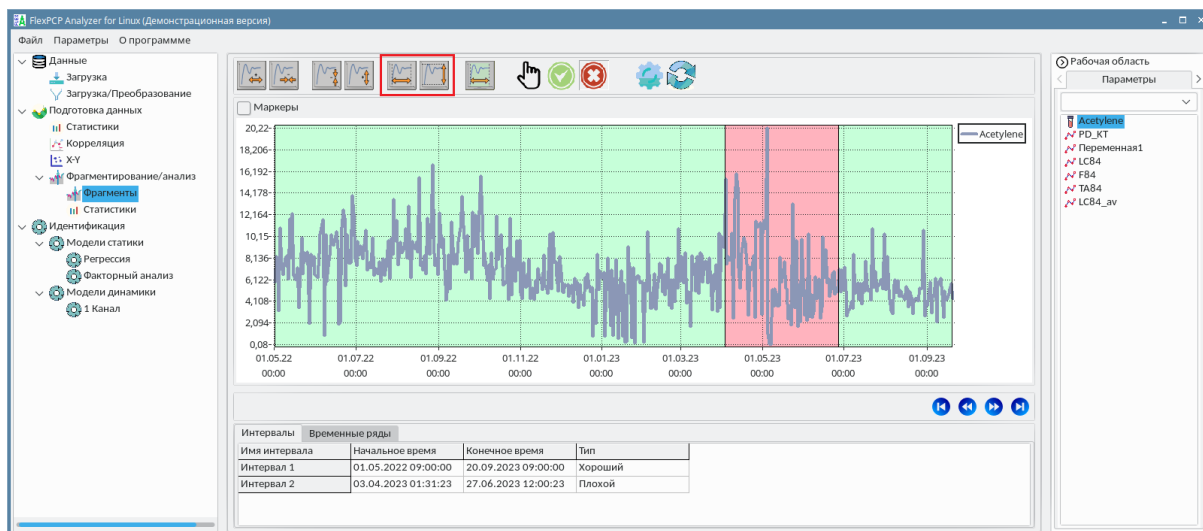 FlexPCP Analyzer for Linux (Демонстрационная версия)
Файл Параметры О программме
Данные
Загрузка
Загрузка/Преобразование
Подготовка данных
Статистики
Корреляция
X-Y
Фрагментирование/анализ
Фрагменты
Статистики
Идентификация
Модели статики
Регрессия
Факторный анализ
Модели динамики
1 Канал
Маркеры
20,22
18,206
16,192
14,178
12,164
10,15
8,136
6,122
4,108
2,094
0,08
01.05.22 01.07.22 01.09.22 01.11.22 01.01.23 01.03.23 01.05.23 01.07.23 01.09.23
00:00 00:00 00:00 00:00 00:00 00:00 00:00 00:00 00:00
Acetylene
Интервалы Временные ряды
Имя интервала Начальное время Конечное время Тип
Интервал 1 01.05.2022 09:00:00 20.09.2023 09:00:00 Хороший
Интервал 2 03.04.2023 01:31:23 27.06.2023 12:00:23 Плохой
Рабочая область
Параметры
Acetylene
PD_KT
Переменная1
LC84
F84
TA84
LC84_av